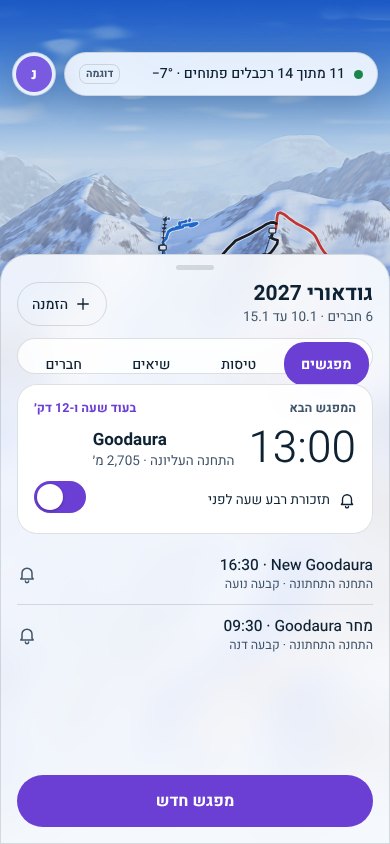 11 מתוך 14 רכבלים פתוחים · 7°−
דוגמה
נ
גודאורי 2027
6 חברים · 10.1 עד 15.1
הזמנה
מפגשים
טיסות
שיאים
חברים
המפגש הבא
בעוד שעה ו-12 דק׳
13:00
Goodaura
התחנה העליונה · 2,705 מ׳
תזכורת רבע שעה לפני
16:30 · New Goodaura
התחנה התחתונה · קבעה נועה
מחר 09:30 · Goodaura
התחנה התחתונה · קבעה דנה
מפגש חדש